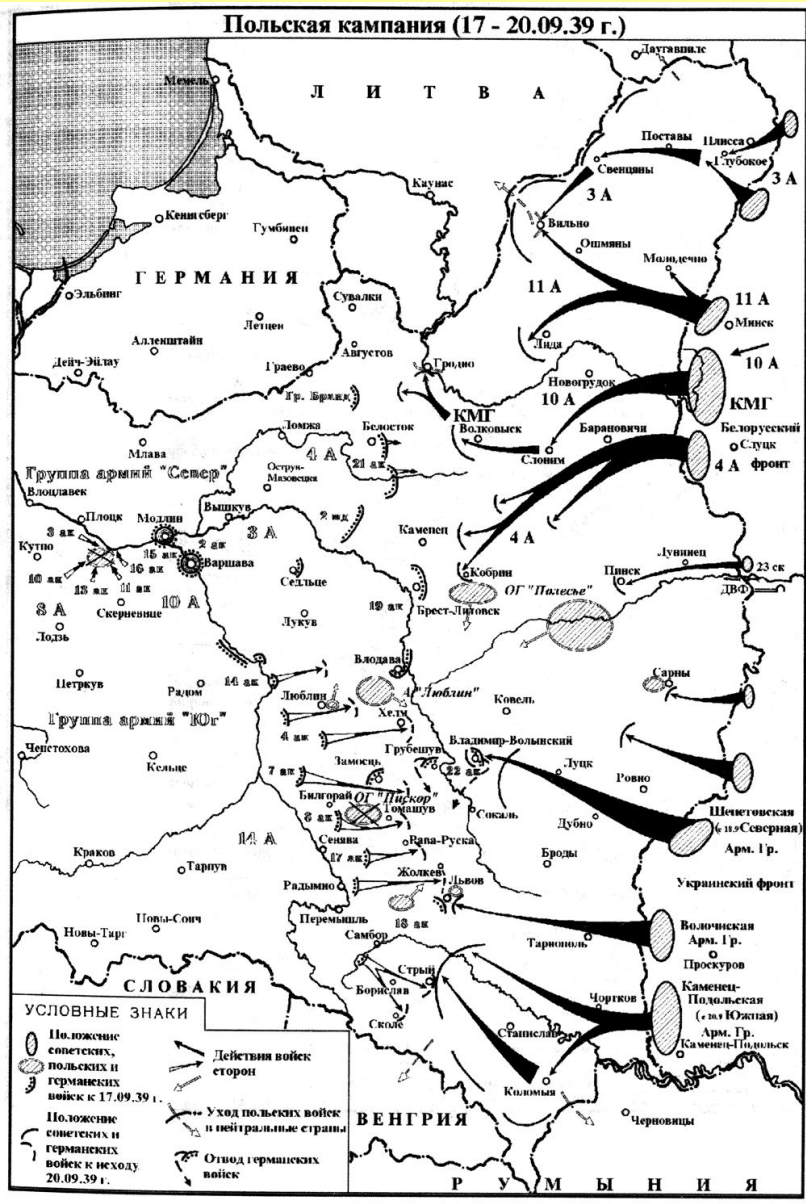 Польская кампания (17 - 20.09.39 г.)
Даугавпилс
Мемель
Л И Т В А
Поставы
Плисса
Глубокое
Свенцяны
3 А
3 А
Каунас
Вильно
Кенигсберг
Гумбинен
Ошмяны
Молодечно
ГЕРМАНИЯ
Эльбинг
Сувалки
11 А
11 А
Минск
Летцен
Лида
Аллекштайн
Августов
Дейч-Эйлау
Граево
Гродно
10 А
Новогрудок
Гр. Бранд
КМГ
10 А
КМГ
Белорусский
фронт
Ломжа
Белосток
Волковыск
Барановичи
Слуцк
Млава
4 А
21 ак
Слоним
4 А
Группа армий "Север"
Остров-
Мазовецка
Влоцлавек
Плоцк
Вышкув
Модлин
3 А
2 тд
Каменец
4 А
3 ак
15 ак
2 ак
Кутно
Варшава
Лунинец
10 ак
16 ак
13 ак
11 ак
Седльце
Кобрин
Пинск
23 ск
Скерневице
10 А
ОГ "Полесье"
ДВФ
8 А
19 ак
Брест-Литовск
Лодзь
Лукув
Влодава
Петркув
Радом
14 ак
Люблин
А "Люблин"
Сарны
Группа армий "Юг"
Хелм
Ковель
4 ак
Грубешув
Владимир-Волынский
Ченстохова
Кельце
Замосць
22 ак
Луцк
7 ак
Ровно
Билгорай
ОГ "Пискор"
Томашув
Сокаль
8 ак
Дубно
Шепетовская
(с 18.9 Северная)
Арм. Гр.
14 А
Сенява
Рава-Руска
Броды
17 ак
Краков
Тарнув
Жолкев
Украинский фронт
Радымно
Львов
Перемышль
18 ак
Волочиская
Арм. Гр.
Новы-Тарг
Новы-Сонч
Самбор
Тарнополь
Проскуров
СЛОВАКИЯ
Стрый
Борислав
Каменец-
Подольская
(с 20.9 Южная)
Арм. Гр.
Чортков
Сколе
Станислав
Каменец-Подольск
Коломыя
ВЕНГРИЯ
Черновицы
Р У М Ы Н И Я
УСЛОВНЫЕ ЗНАКИ
Положение
советских,
польских и
германских
войск к 17.09.39 г.
Положение
советских и
германских
войск к исходу
20.09.39 г.
Действия войск
сторон
Уход польских войск
в нейтральные страны
Отвод германских
войск